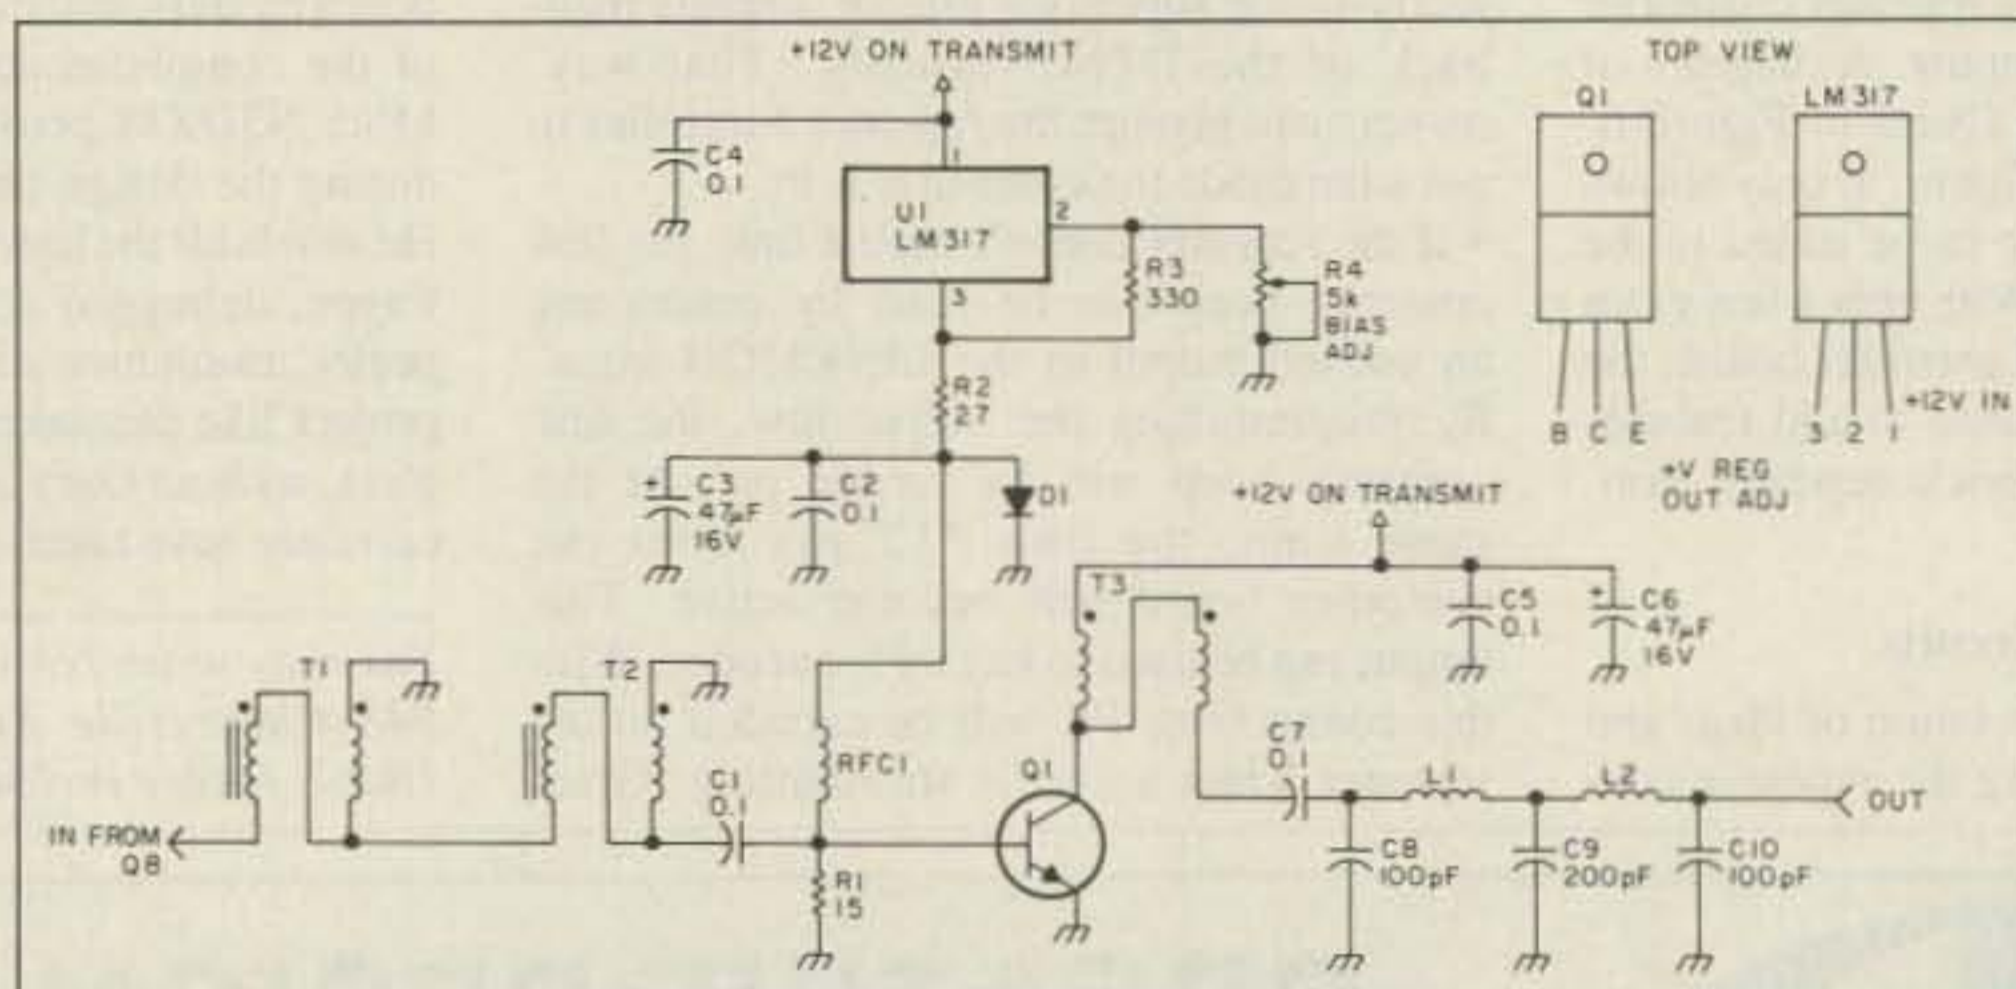 +12V ON TRANSMIT
C4
0.1
1
U1
LM317
2
3
R3
330
R4
5k
BIAS
ADJ
R2
27
+
C3
47µF
16V
C2
0.1
D1
TOP VIEW
Q1
LM317
B C E
3 2 1
+12V IN
+V REG
OUT ADJ
+12V ON TRANSMIT
T3
C5
0.1
+
C6
47µF
16V
T1
T2
C1
0.1
RFC1
Q1
C7
0.1
L1
L2
OUT
IN FROM
Q8
R1
15
C8
100pF
C9
200pF
C10
100pF